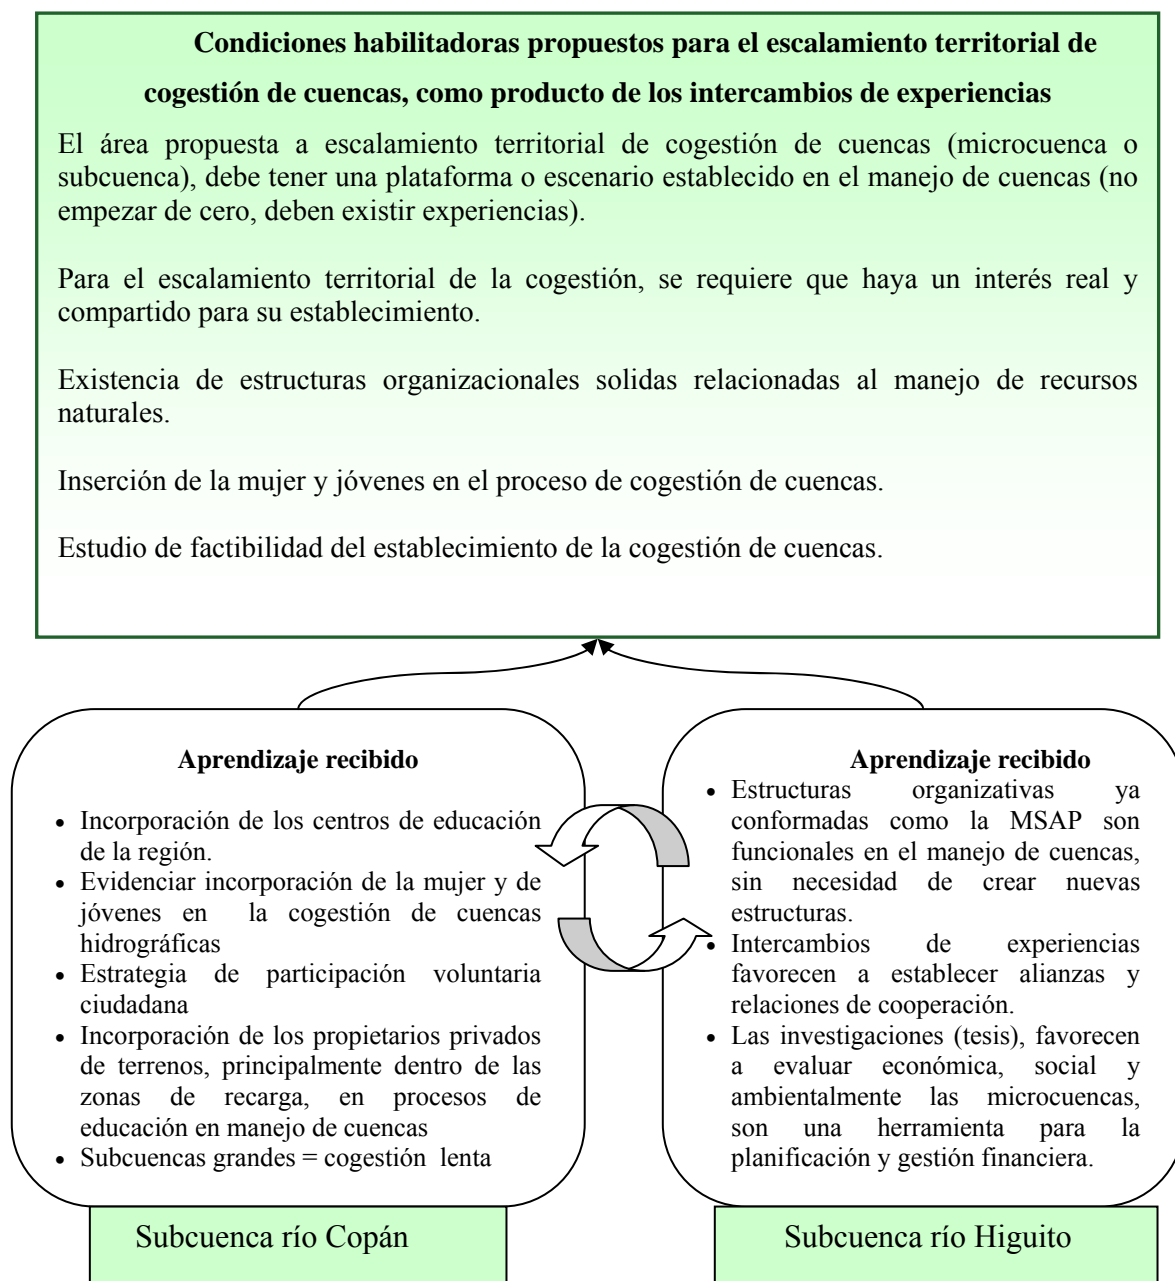 Condiciones habilitadoras propuestos para el escalamiento territorial de
cogestión de cuencas, como producto de los intercambios de experiencias
El área propuesta a escalamiento territorial de cogestión de cuencas (microcuenca o
subcuenca), debe tener una plataforma o escenario establecido en el manejo de cuencas (no
empezar de cero, deben existir experiencias).
Para el escalamiento territorial de la cogestión, se requiere que haya un interés real y
compartido para su establecimiento.
Existencia de estructuras organizacionales solidas relacionadas al manejo de recursos
naturales.
Inserción de la mujer y jóvenes en el proceso de cogestión de cuencas.
Estudio de factibilidad del establecimiento de la cogestión de cuencas.
Aprendizaje recibido
• Incorporación de los centros de educación
de la región.
• Evidenciar incorporación de la mujer y de
jóvenes en la cogestión de cuencas
hidrográficas
• Estrategia de participación voluntaria
ciudadana
• Incorporación de los propietarios privados
de terrenos, principalmente dentro de las
zonas de recarga, en procesos de
educación en manejo de cuencas
• Subcuencas grandes = cogestión lenta
Subcuenca río Copán
Aprendizaje recibido
• Estructuras organizativas ya
conformadas como la MSAP son
funcionales en el manejo de cuencas,
sin necesidad de crear nuevas
estructuras.
• Intercambios de experiencias
favorecen a establecer alianzas y
relaciones de cooperación.
• Las investigaciones (tesis), favorecen
a evaluar económica, social y
ambientalmente las microcuencas,
son una herramienta para la
planificación y gestión financiera.
Subcuenca río Higuito